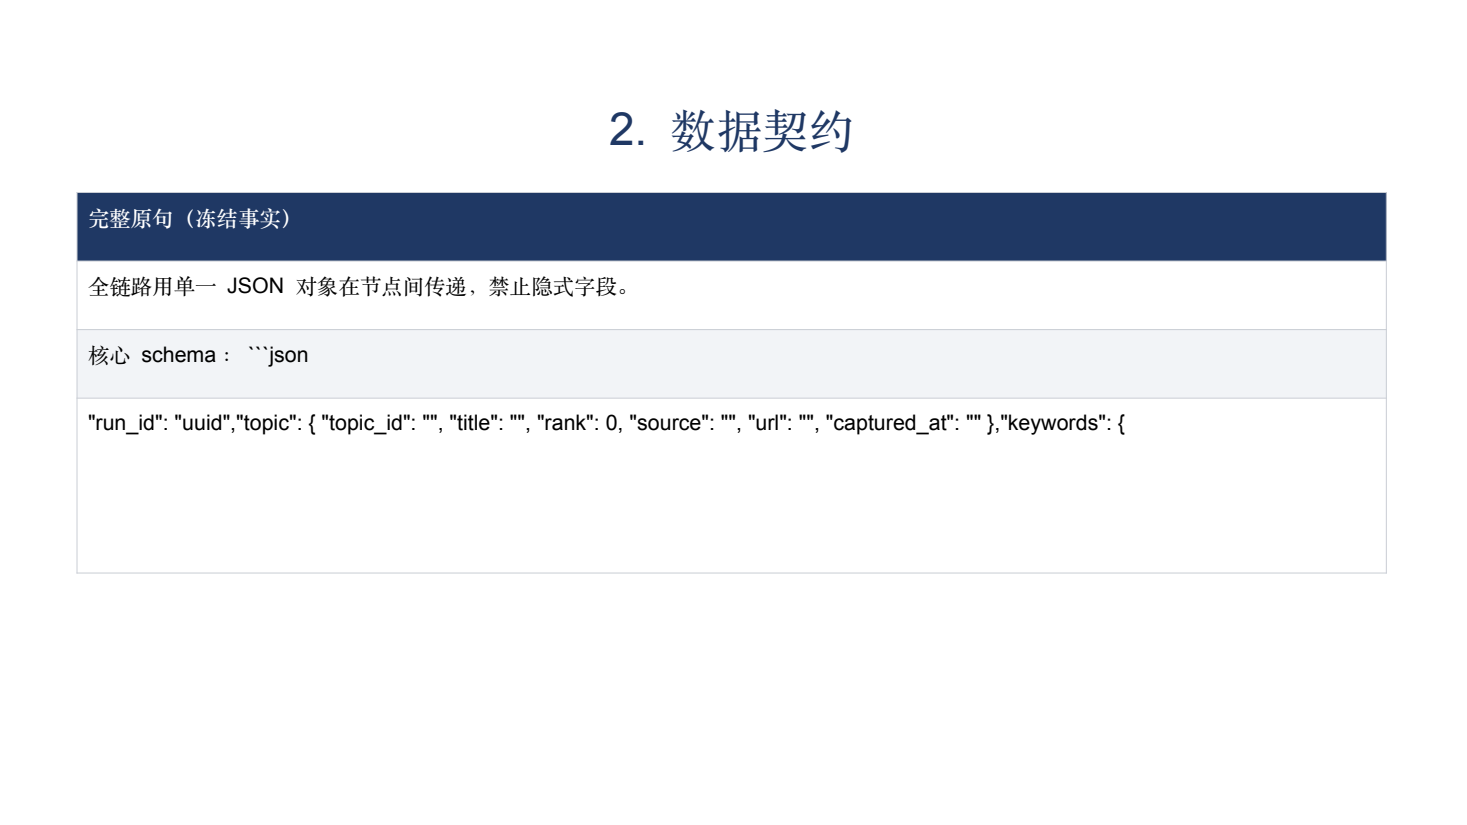 2. 数据契约
完整原句（冻结事实）
全链路用单一 JSON 对象在节点间传递，禁止隐式字段。
核心 schema： ```json
"run_id": "uuid","topic": { "topic_id": "", "title": "", "rank": 0, "source": "", "url": "", "captured_at": "" },"keywords": {